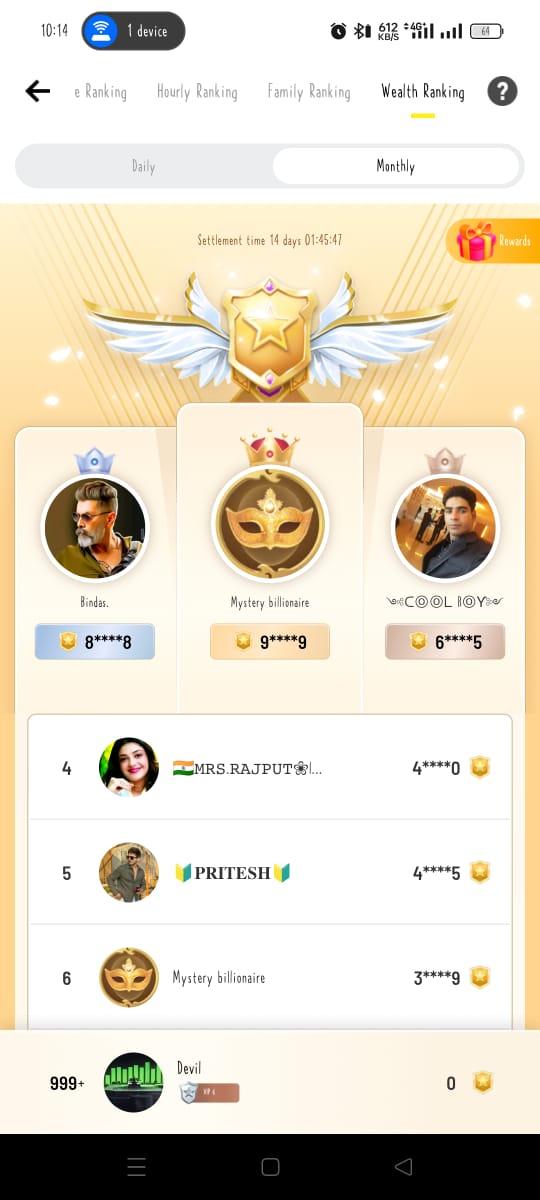 10:14
1 device
612 KB/S
4G
64
e Ranking
Hourly Ranking
Family Ranking
Wealth Ranking
?
Daily
Monthly
Settlement time 14 days 01:45:47
Rewards
Bindas.
Mystery billionaire
༺ⒸⓄⓄL BⓄY༻
8****8
9****9
6****5
4
🇮🇳MRS.RAJPUT❀|...
4****0
5
🔰PRITESH🔰
4****5
6
Mystery billionaire
3****9
999+
Devil
VIP 4
0